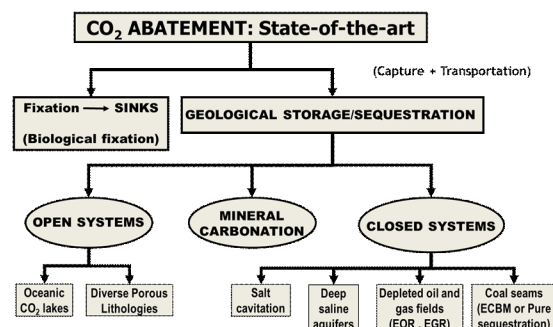 CO₂ ABATEMENT: State-of-the-art
(Capture + Transportation)
Fixation → SINKS
(Biological fixation)
GEOLOGICAL STORAGE/SEQUESTRATION
OPEN SYSTEMS
MINERAL
CARBONATION
CLOSED SYSTEMS
Oceanic
CO₂ lakes
Diverse Porous
Lithologies
Salt
cavitation
Deep
saline
aquifers
Depleted oil and
gas fields
(EOR , EGR)
Coal seams
(ECBM or Pure
sequestration)